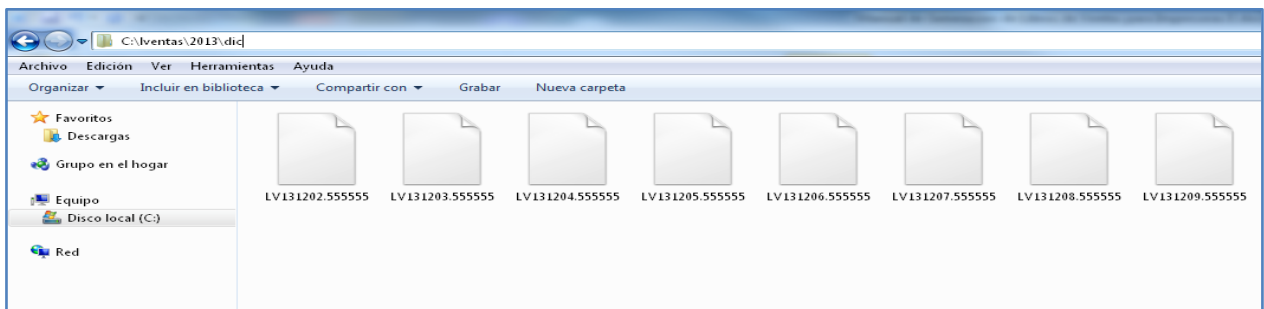 C:\lventas\2013\dic
Archivo Edición Ver Herramientas Ayuda
Organizar Incluir en biblioteca Compartir con Grabar Nueva carpeta
Favoritos
Descargas
Grupo en el hogar
Equipo
Disco local (C:)
Red
LV131202.555555 LV131203.555555 LV131204.555555 LV131205.555555 LV131206.555555 LV131207.555555 LV131208.555555 LV131209.555555